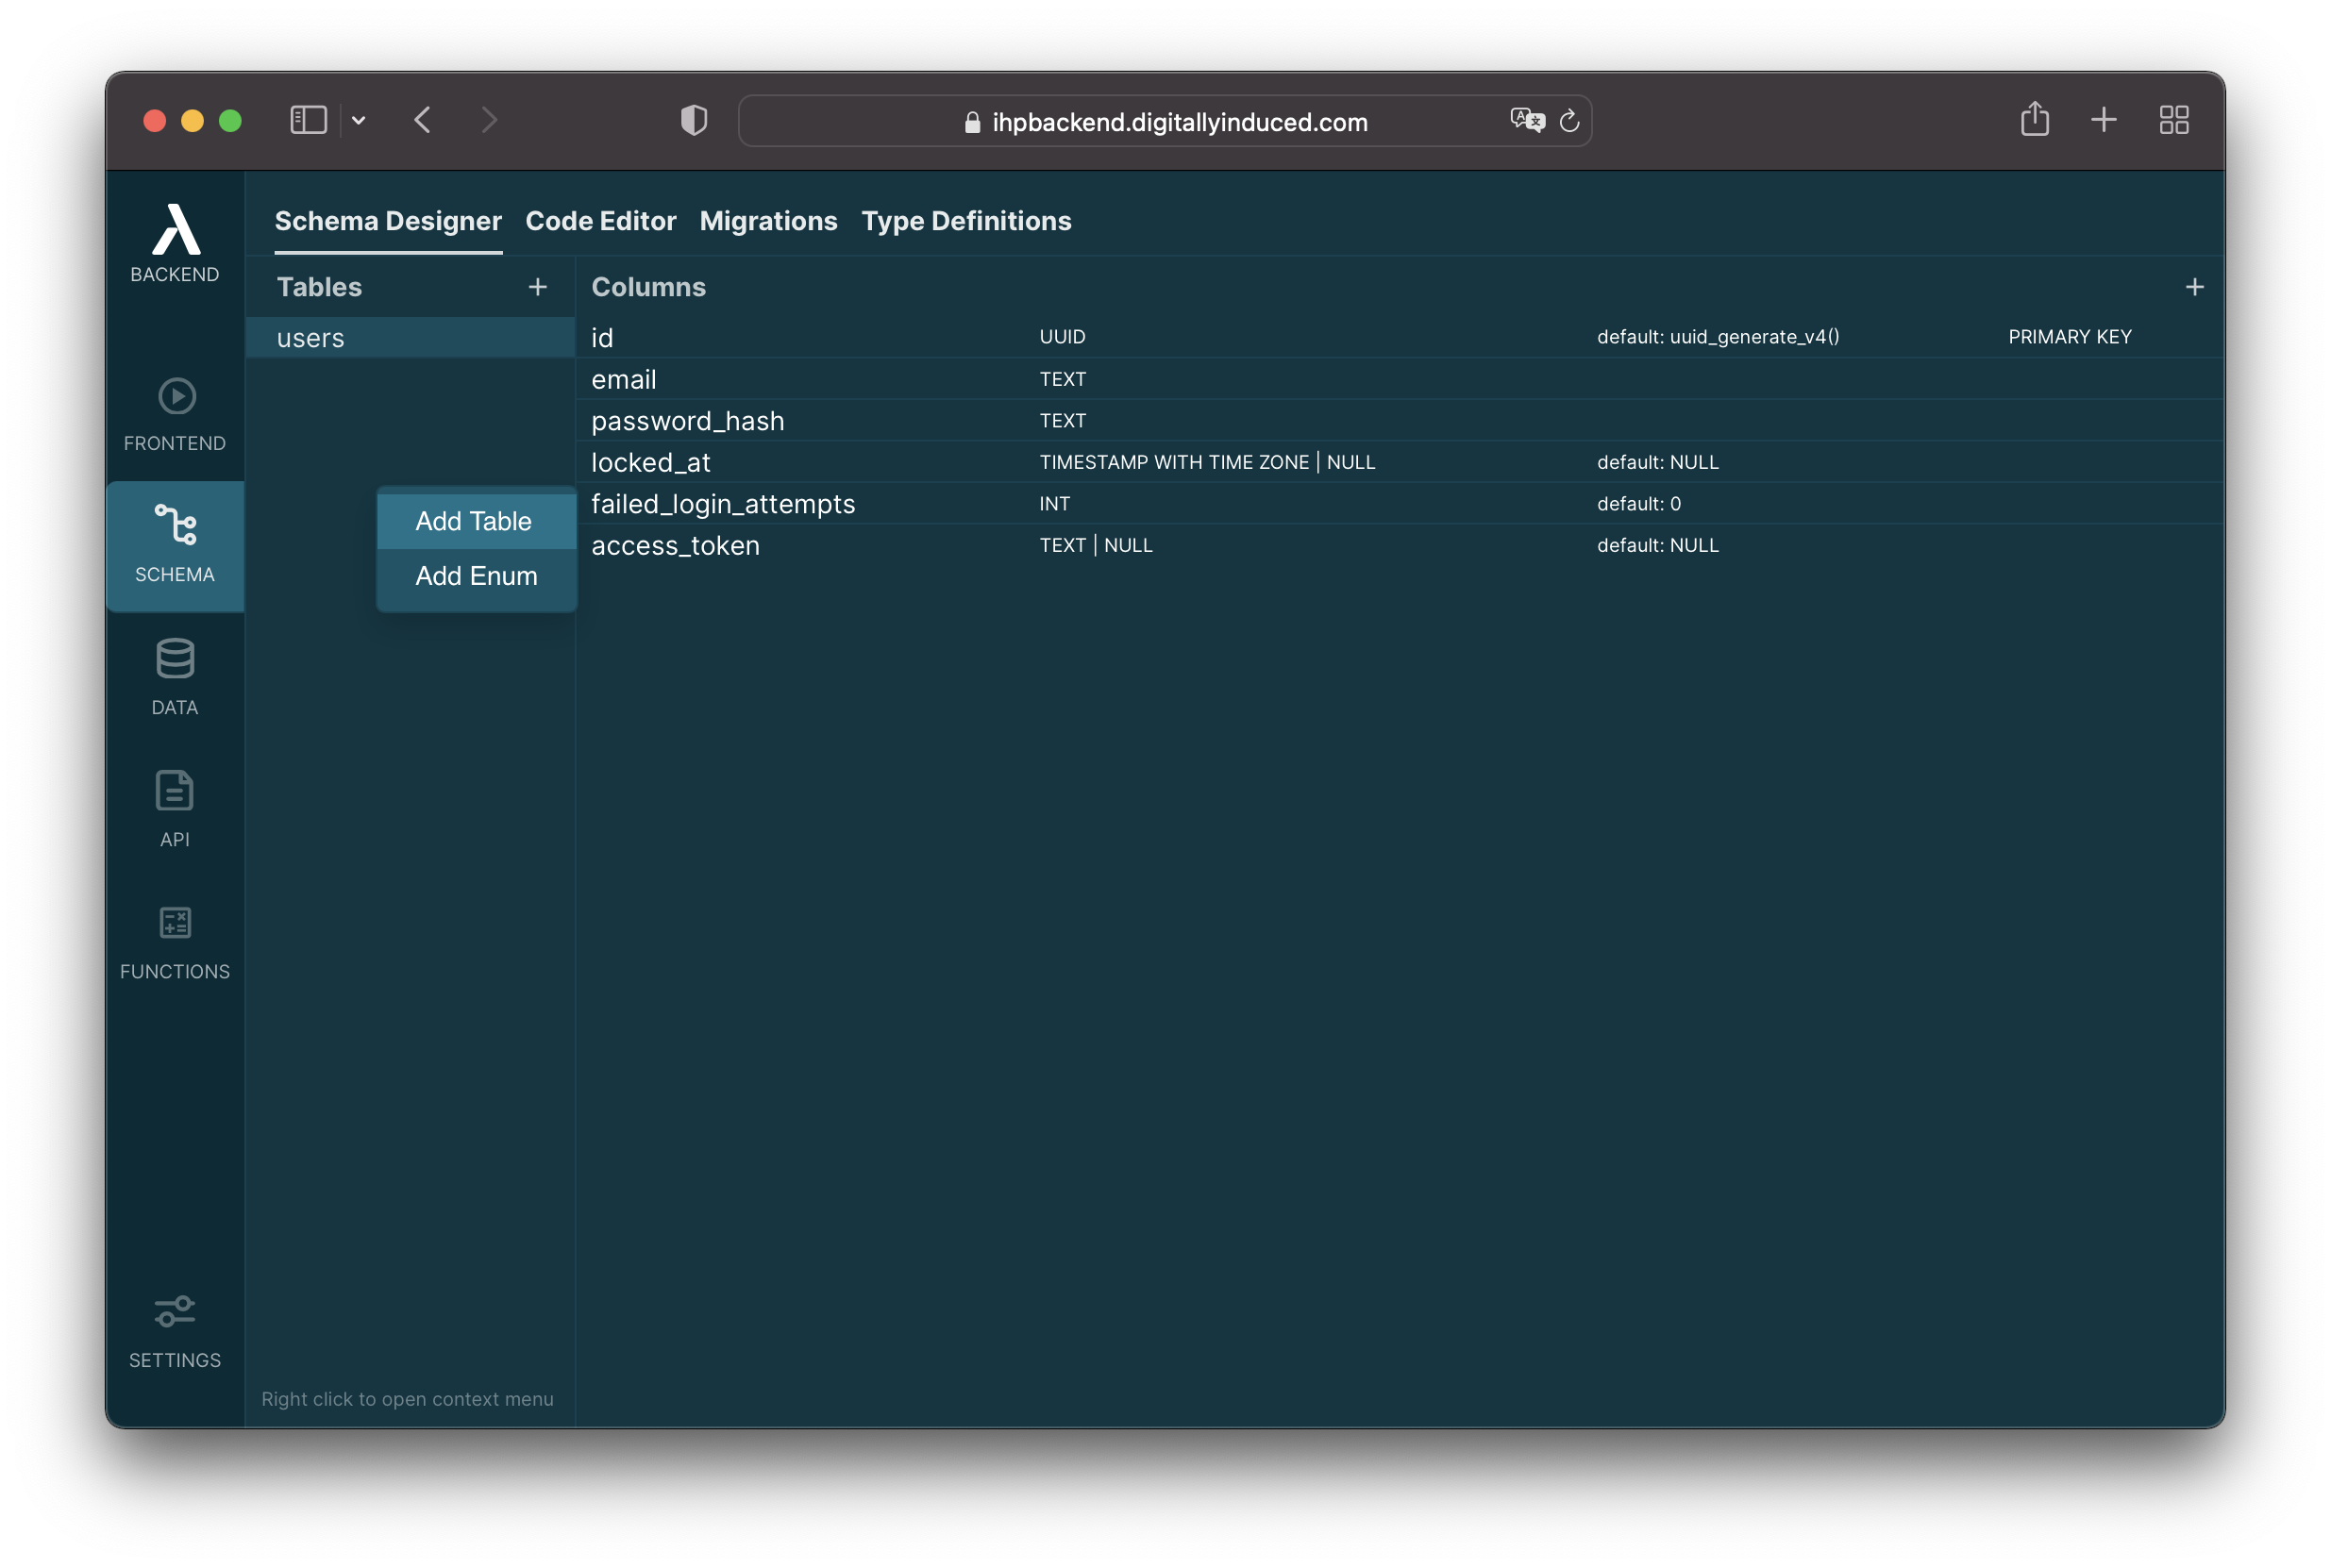 ihpbackend.digitallyinduced.com
BACKEND
FRONTEND
SCHEMA
DATA
API
FUNCTIONS
SETTINGS
Schema Designer Code Editor Migrations Type Definitions
Tables +
users
Add Table
Add Enum
Right click to open context menu
Columns +
id UUID default: uuid_generate_v4() PRIMARY KEY
email TEXT
password_hash TEXT
locked_at TIMESTAMP WITH TIME ZONE | NULL default: NULL
failed_login_attempts INT default: 0
access_token TEXT | NULL default: NULL